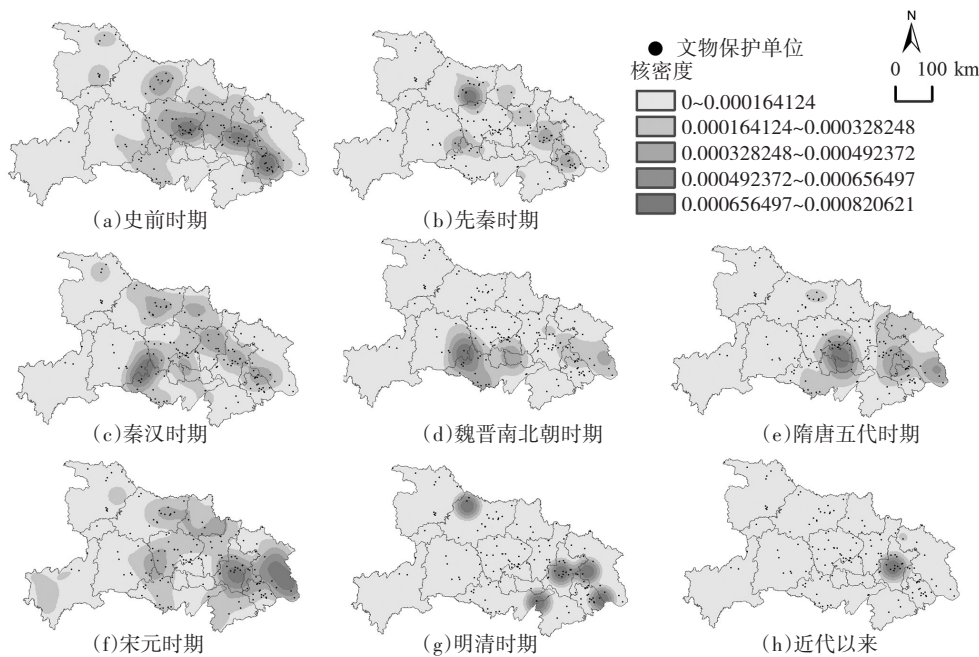 N
文物保护单位
核密度
0 100 km
0~0.000164124
0.000164124~0.000328248
0.000328248~0.000492372
0.000492372~0.000656497
0.000656497~0.000820621
(a)史前时期
(b)先秦时期
(c)秦汉时期
(d)魏晋南北朝时期
(e)隋唐五代时期
(f)宋元时期
(g)明清时期
(h)近代以来